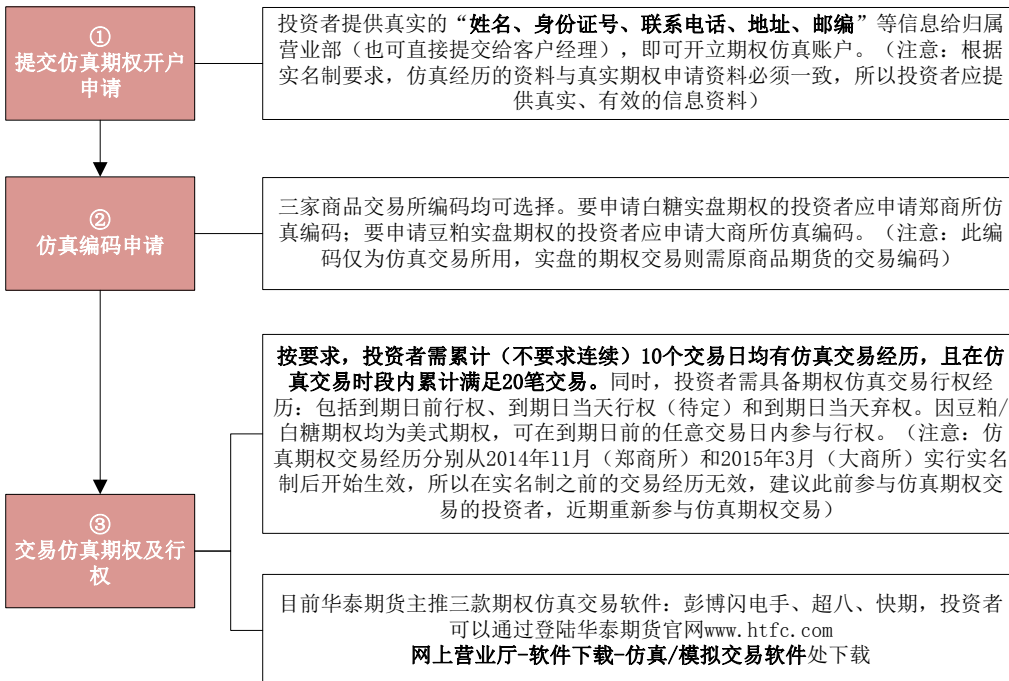 ①
提交仿真期权开户
申请
投资者提供真实的“姓名、身份证号、联系电话、地址、邮编”等信息给归属
营业部（也可直接提交给客户经理），即可开立期权仿真账户。（注意：根据
实名制要求，仿真经历的资料与真实期权申请资料必须一致，所以投资者应提
供真实、有效的信息资料）
②
仿真编码申请
三家商品交易所编码均可选择。要申请白糖实盘期权的投资者应申请郑商所仿
真编码；要申请豆粕实盘期权的投资者应申请大商所仿真编码。（注意：此编
码仅为仿真交易所用，实盘的期权交易则需原商品期货的交易编码）
③
交易仿真期权及行
权
按要求，投资者需累计（不要求连续）10个交易日均有仿真交易经历，且在仿
真交易时段内累计满足20笔交易。同时，投资者需具备期权仿真交易行权经
历：包括到期日前行权、到期日当天行权（待定）和到期日当天弃权。因豆粕/
白糖期权均为美式期权，可在到期日前的任意交易日内参与行权。（注意：仿
真期权交易经历分别从2014年11月（郑商所）和2015年3月（大商所）实行实名
制后开始生效，所以在实名制之前的交易经历无效，建议此前参与仿真期权交
易的投资者，近期重新参与仿真期权交易）
目前华泰期货主推三款期权仿真交易软件：彭博闪电手、超八、快期，投资者
可以通过登陆华泰期货官网www.htfc.com
网上营业厅-软件下载-仿真/模拟交易软件处下载